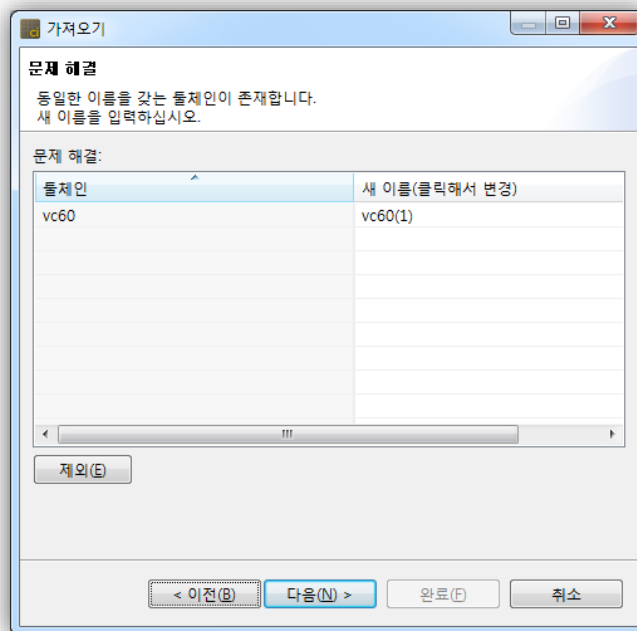 가져오기
문제 해결
동일한 이름을 갖는 툴체인이 존재합니다.
새 이름을 입력하십시오.
문제 해결:
툴체인 새 이름(클릭해서 변경)
vc60 vc60(1)
제외(E)
< 이전(B) 다음(N) > 완료(F) 취소